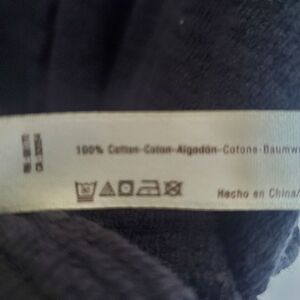 100% Cotton-Coton-Algodón-Cotone-Baumw
Hecho en China/